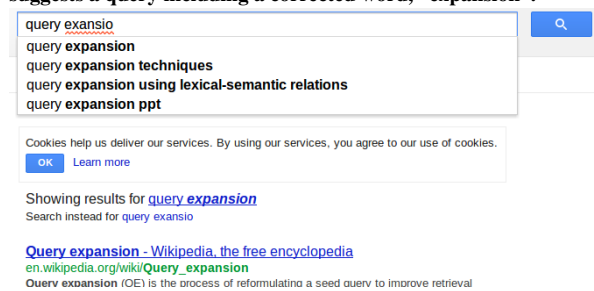 suggests a query including a corrected word, "expansion".
query exansio
query expansion
query expansion techniques
query expansion using lexical-semantic relations
query expansion ppt
Cookies help us deliver our services. By using our services, you agree to our use of cookies.
OK Learn more
Showing results for query expansion
Search instead for query exansio
Query expansion - Wikipedia, the free encyclopedia
en.wikipedia.org/wiki/Query_expansion
Query expansion (QE) is the process of reformulating a seed query to improve retrieval